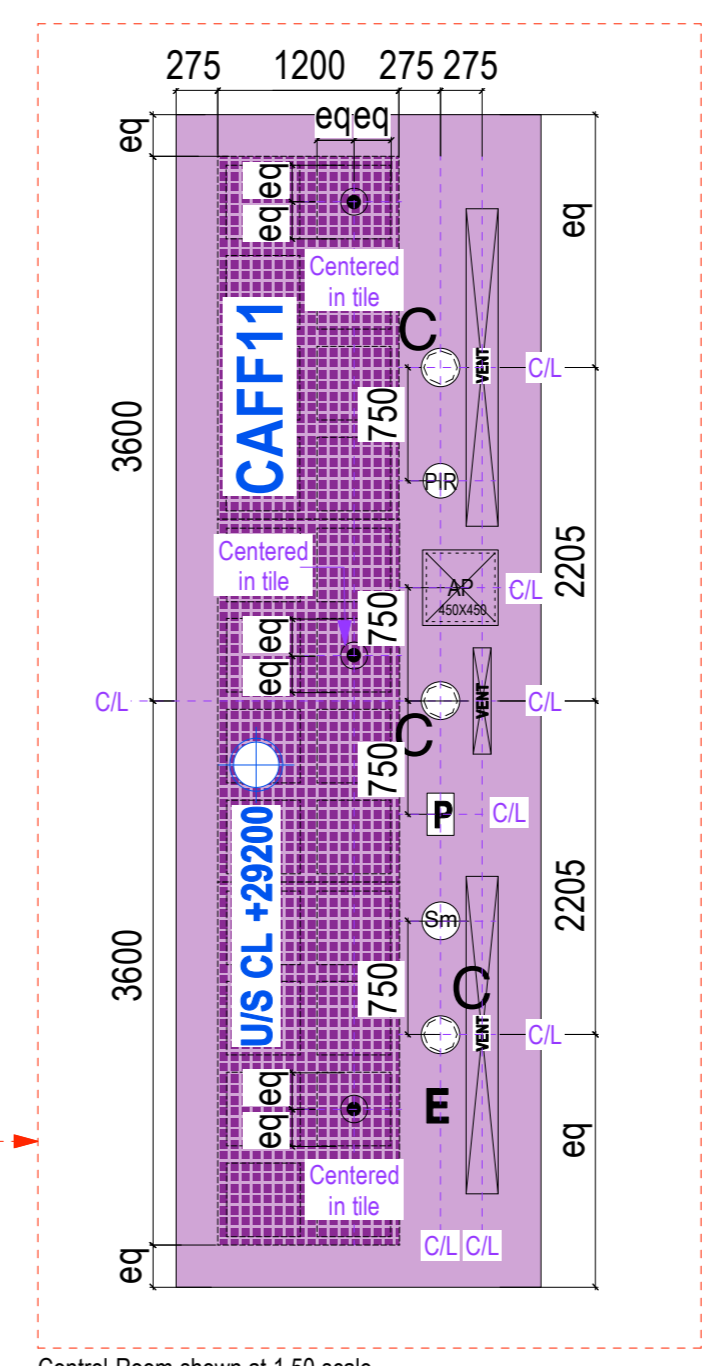 275 1200 275 275
eq eq
eq
eq
eq
eq
Centered
in tile
C
CAFF11
VENT
C/L
3600
750
PIR
Centered
in tile
2205
AP
450X450
C/L
750
eq
eq
C/L
VENT
C/L
C
750
P
C/L
U/S CL +29200
Sm
2205
3600
750
C
VENT
C/L
eq
eq
E
eq
Centered
in tile
C/L C/L
eq
Control Room shown at 1.50 scale